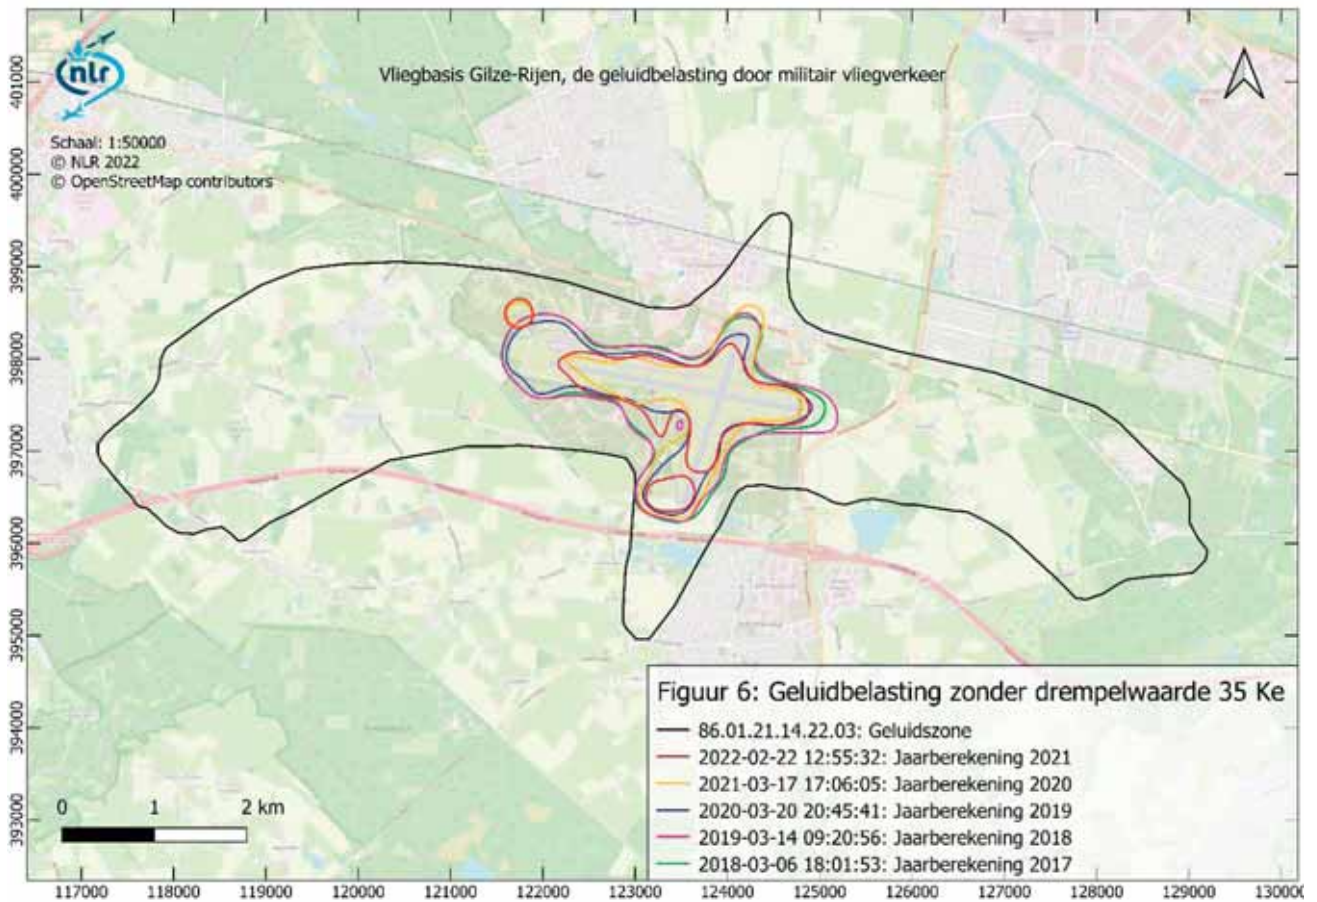 nlr
Vliegbasis Gilze-Rijen, de geluidbelasting door militair vliegverkeer
Schaal: 1:50000
© NLR 2022
© OpenStreetMap contributors
401000
400000
399000
398000
397000
396000
395000
394000
393000
Figuur 6: Geluidbelasting zonder drempelwaarde 35 Ke
86.01.21.14.22.03: Geluidszone
2022-02-22 12:55:32: Jaarberekening 2021
2021-03-17 17:06:05: Jaarberekening 2020
2020-03-20 20:45:41: Jaarberekening 2019
2019-03-14 09:20:56: Jaarberekening 2018
2018-03-06 18:01:53: Jaarberekening 2017
0 1 2 km
117000 118000 119000 120000 121000 122000 123000 124000 125000 126000 127000 128000 129000 130000